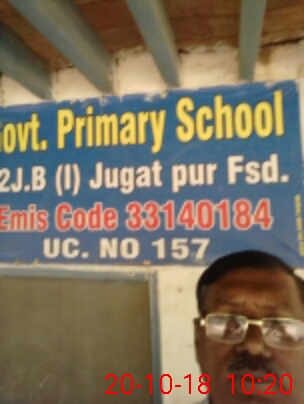 ovt. Primary School
2J.B (I) Jugat pur Fsd.
Emis Code 33140184
UC. NO 157
20-10-18 10:20